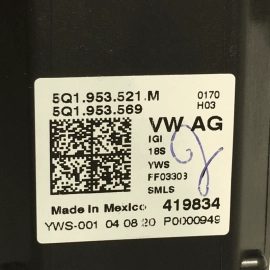 5Q1.953.521.M 0170
5Q1.953.569 H03
VW AG
IGI
18S
YWS
FF03303
SMLS
Made in Mexico 419834
YWS-001 04 08 20 P0000949